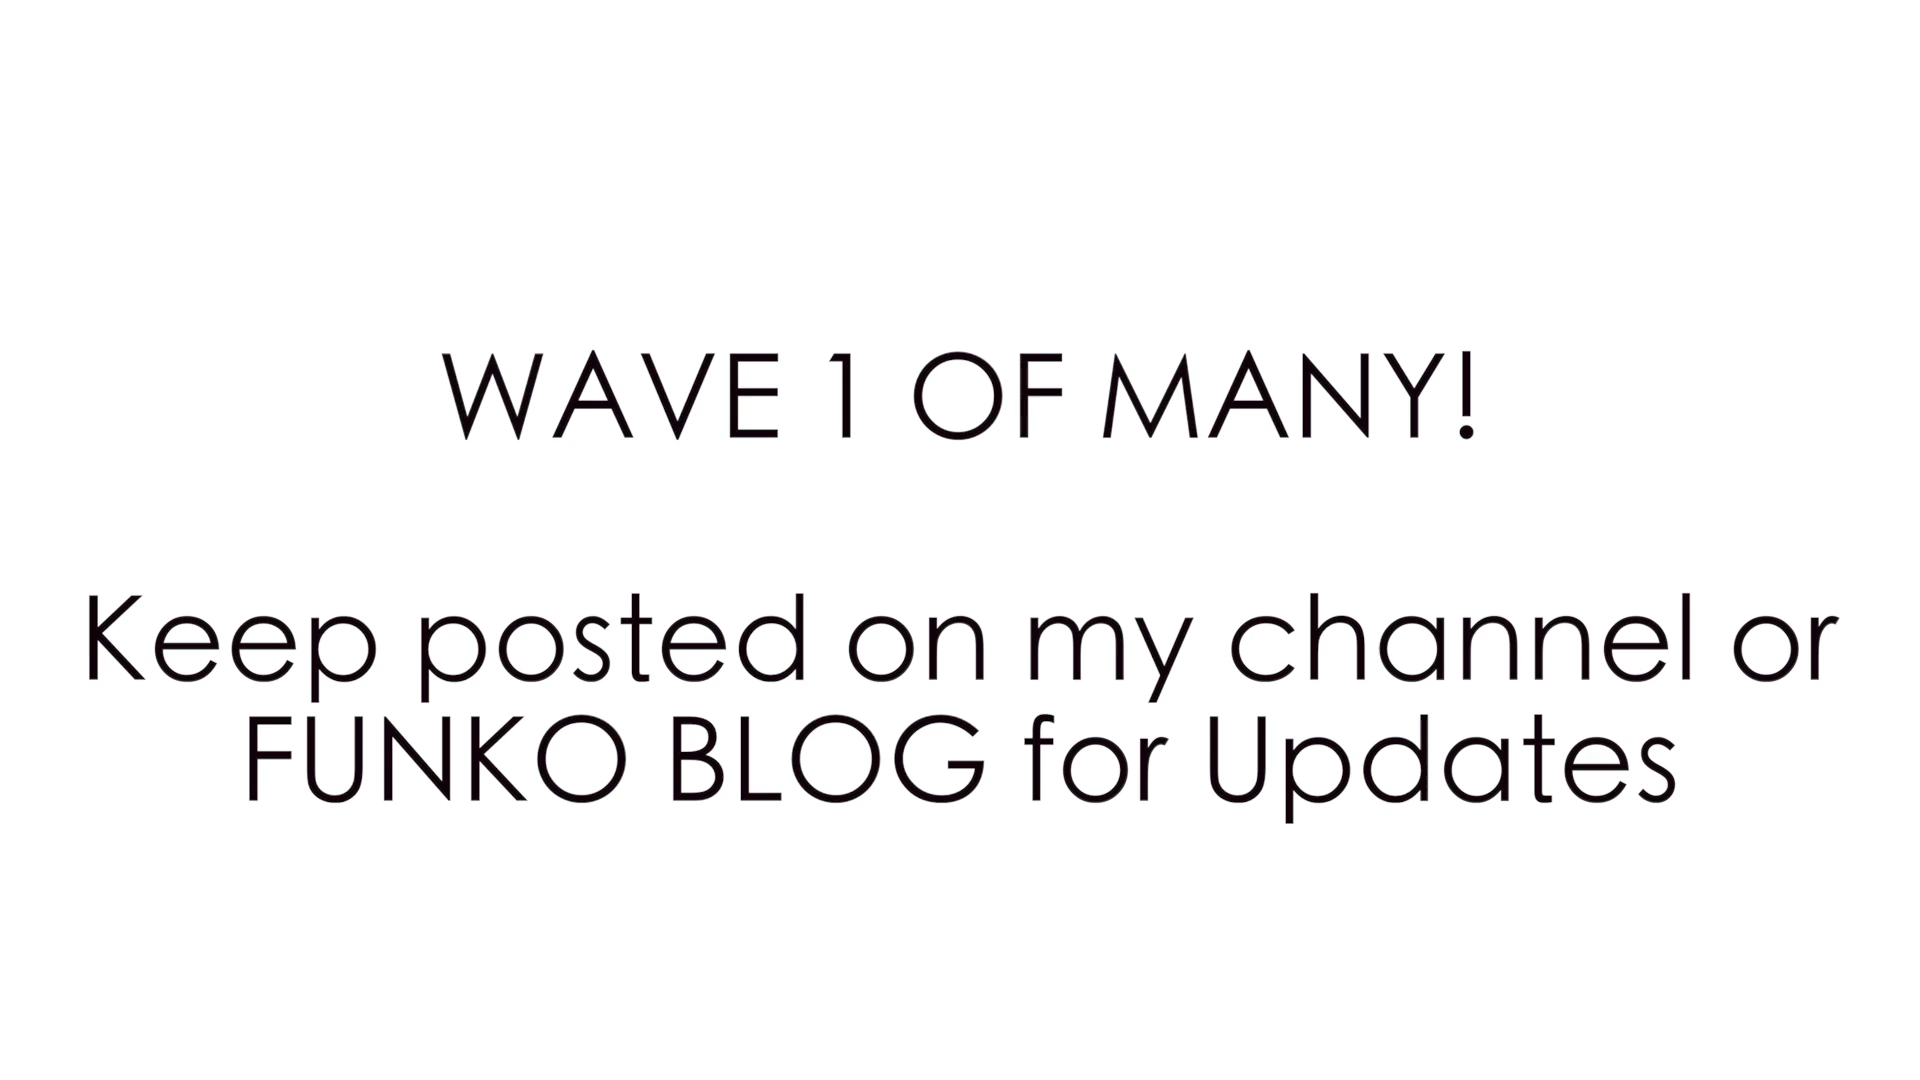 WAVE 1 OF MANY!
Keep posted on my channel or
FUNKO BLOG for Updates